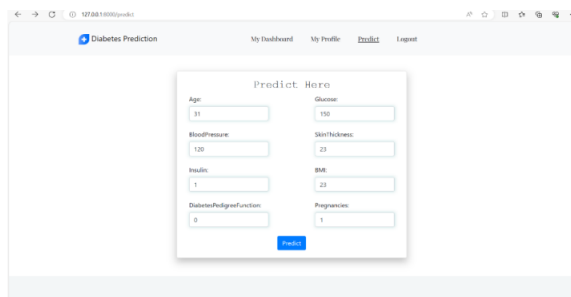 127.0.0.1:8000/predict
Diabetes Prediction My Dashboard My Profile Predict Logout
Predict Here
Age: Glucose:
31 150
BloodPressure: SkinThickness:
120 23
Insulin: BMI:
1 23
DiabetesPedigreeFunction: Pregnancies:
0 1
Predict